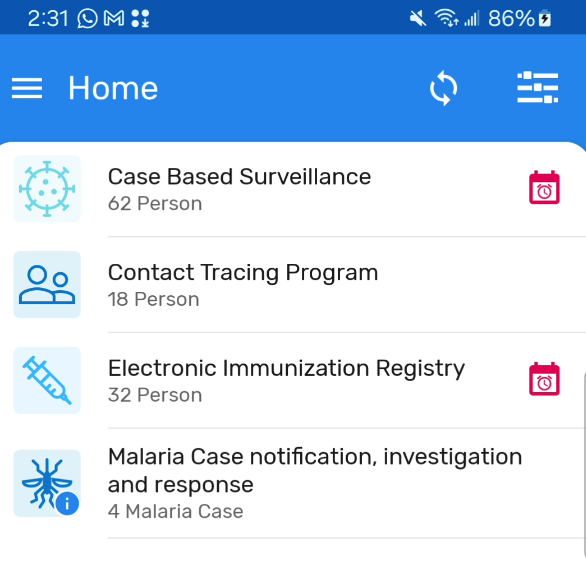 2:31 86%
Home
Case Based Surveillance
62 Person
Contact Tracing Program
18 Person
Electronic Immunization Registry
32 Person
Malaria Case notification, investigation
and response
4 Malaria Case